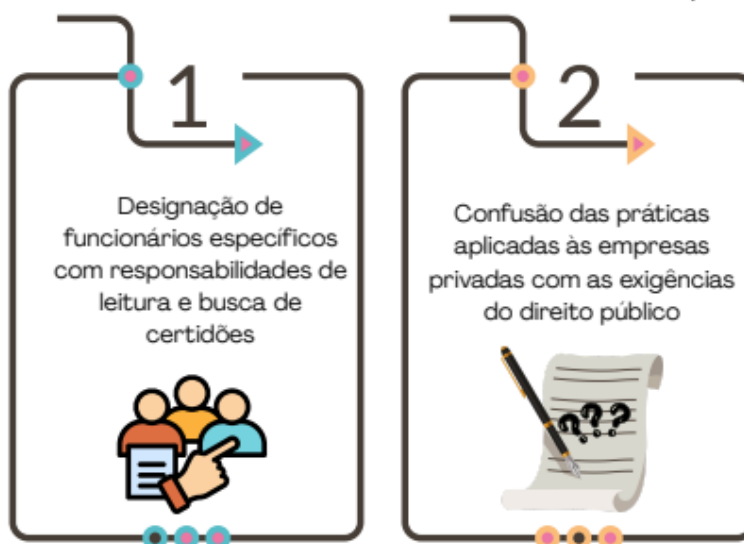 1
Designação de
funcionários específicos
com responsabilidades de
leitura e busca de
certidões
2
Confusão das práticas
aplicadas às empresas
privadas com as exigências
do direito público
???